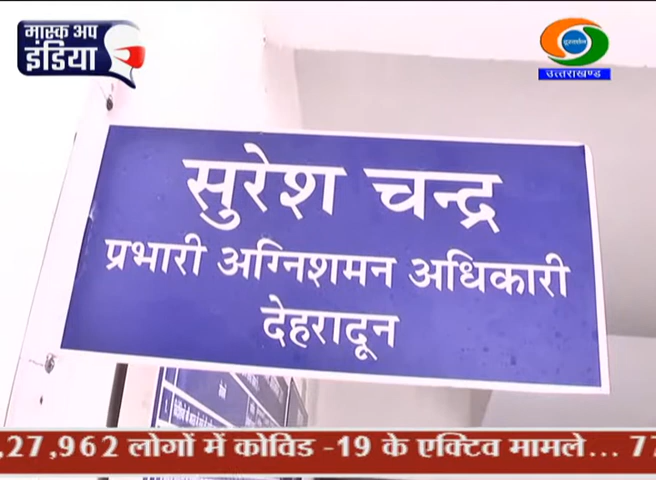 मास्क अप
इंडिया
उत्तराखण्ड
सुरेश चन्द्र
प्रभारी अग्निशमन अधिकारी
देहरादून
,27,962 लोगों में कोविड -19 के एक्टिव मामले... 77